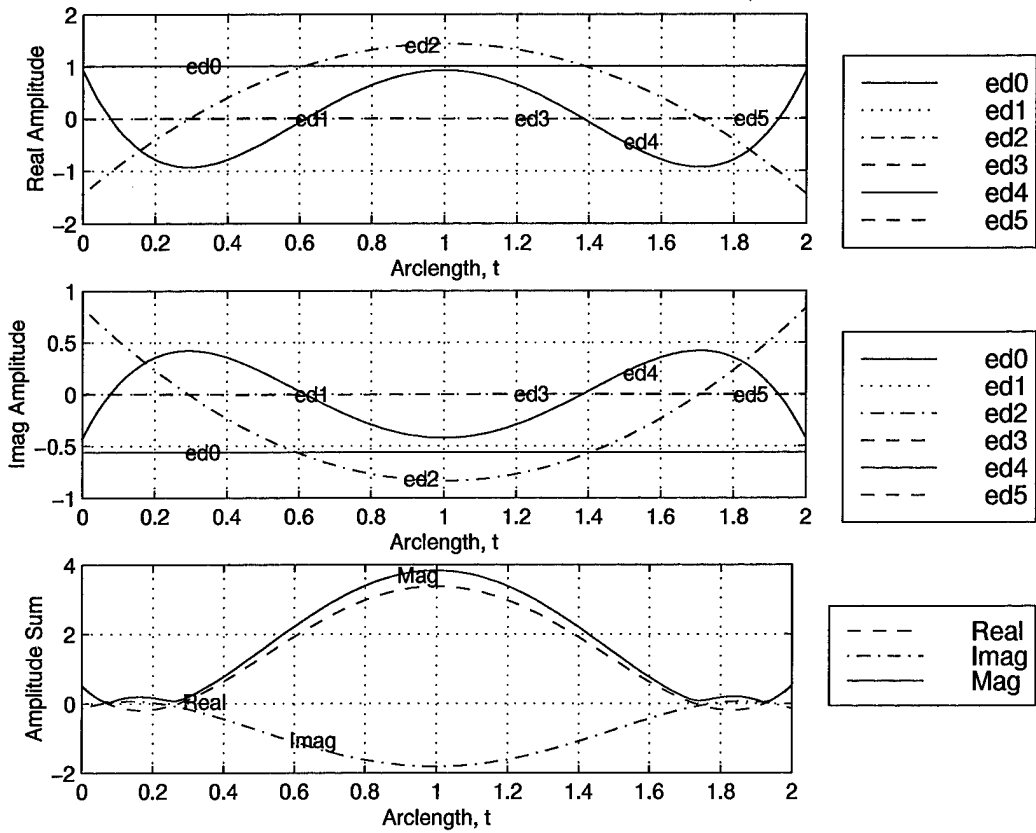 2
1
0
−1
−2
Real Amplitude
ed0
ed2
ed1
ed3
ed4
ed5
0 0.2 0.4 0.6 0.8 1 1.2 1.4 1.6 1.8 2
Arclength, t
ed0
ed1
ed2
ed3
ed4
ed5
1
0.5
0
−0.5
−1
Imag Amplitude
ed0
ed1
ed2
ed3
ed4
ed5
0 0.2 0.4 0.6 0.8 1 1.2 1.4 1.6 1.8 2
Arclength, t
ed0
ed1
ed2
ed3
ed4
ed5
4
2
0
−2
Amplitude Sum
Mag
Real
Imag
0 0.2 0.4 0.6 0.8 1 1.2 1.4 1.6 1.8 2
Arclength, t
Real
Imag
Mag